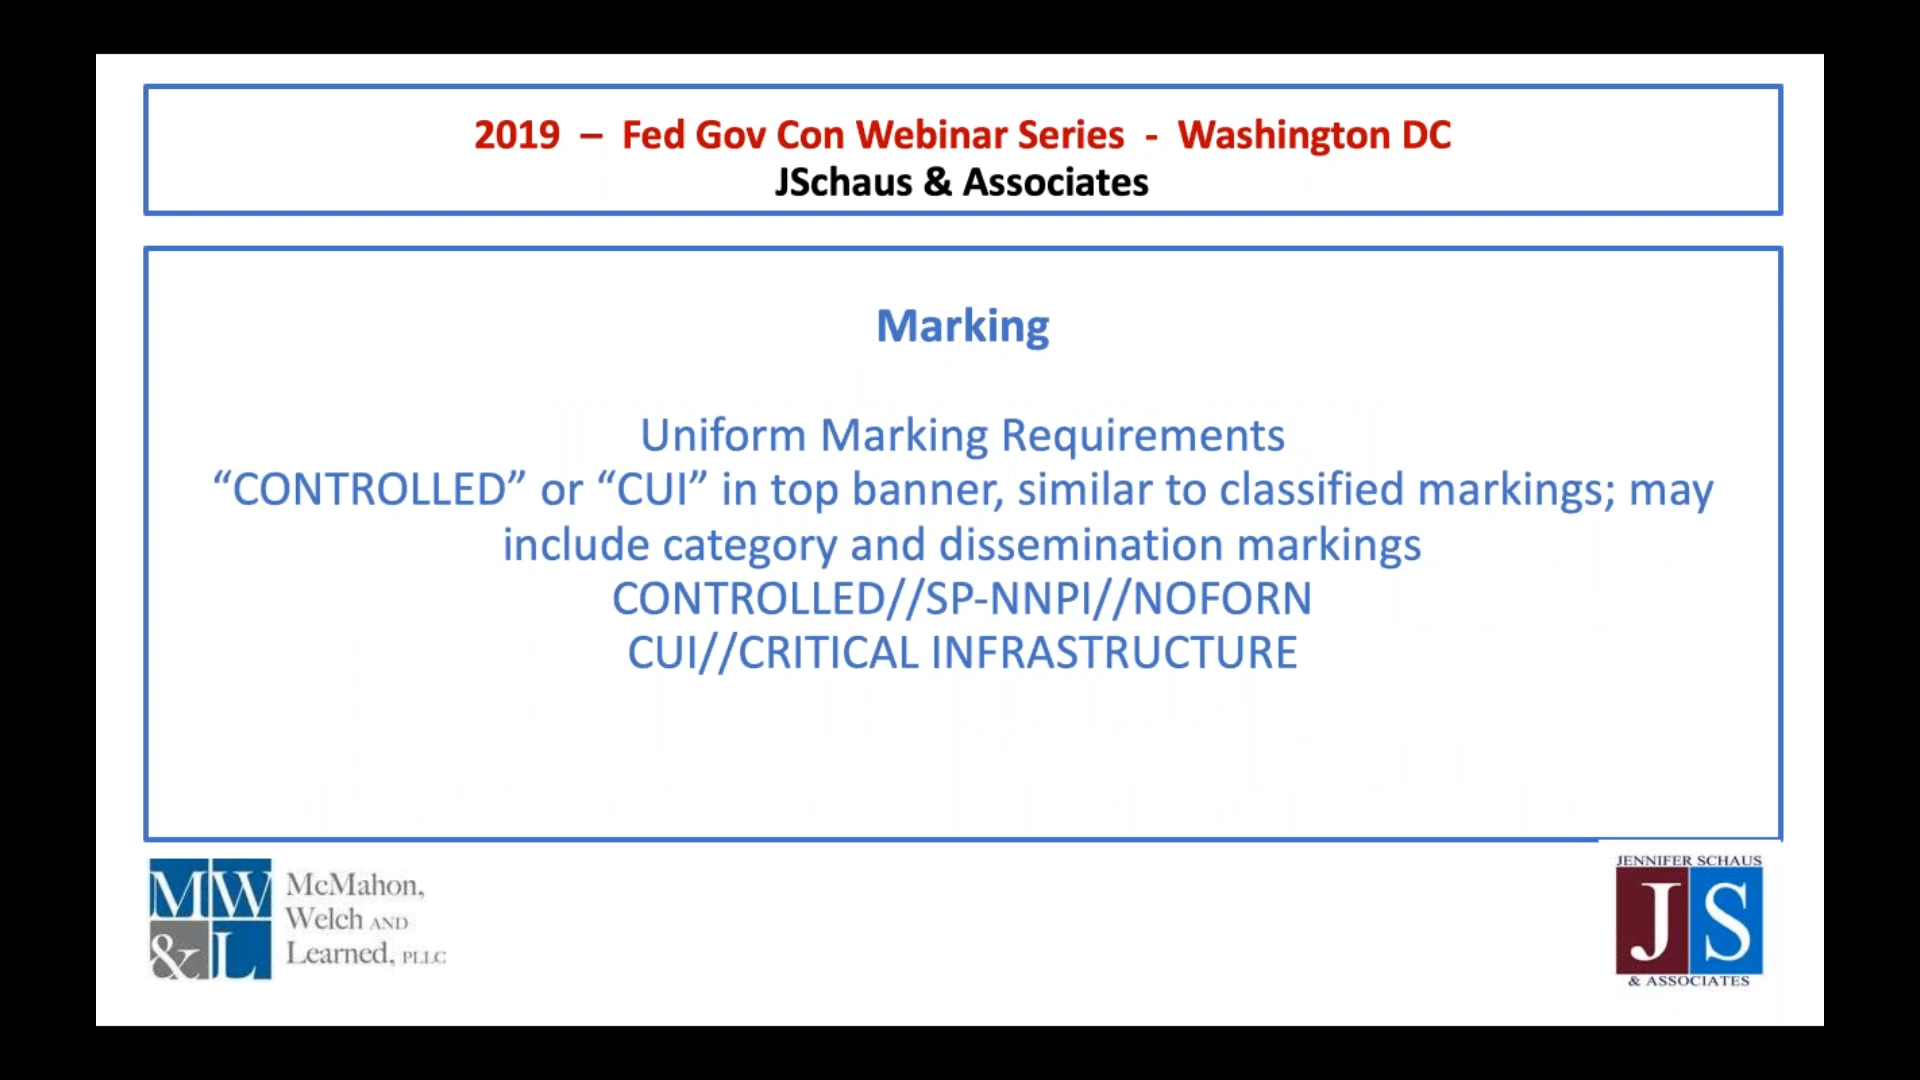 2019 – Fed Gov Con Webinar Series - Washington DC
JSchaus & Associates
Marking
Uniform Marking Requirements
“CONTROLLED” or “CUI” in top banner, similar to classified markings; may
include category and dissemination markings
CONTROLLED//SP-NNPI//NOFORN
CUI//CRITICAL INFRASTRUCTURE
MW
&L
McMahon,
Welch AND
Learned, PLLC
JENNIFER SCHAUS
JS
& ASSOCIATES